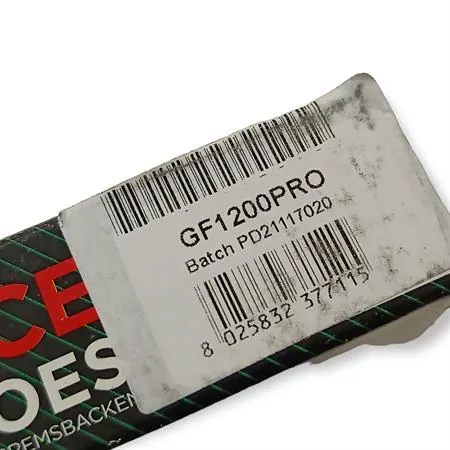 GF1200PRO
Batch PD21117020
8 025832 377115
CE
OES
REMSBACKEN